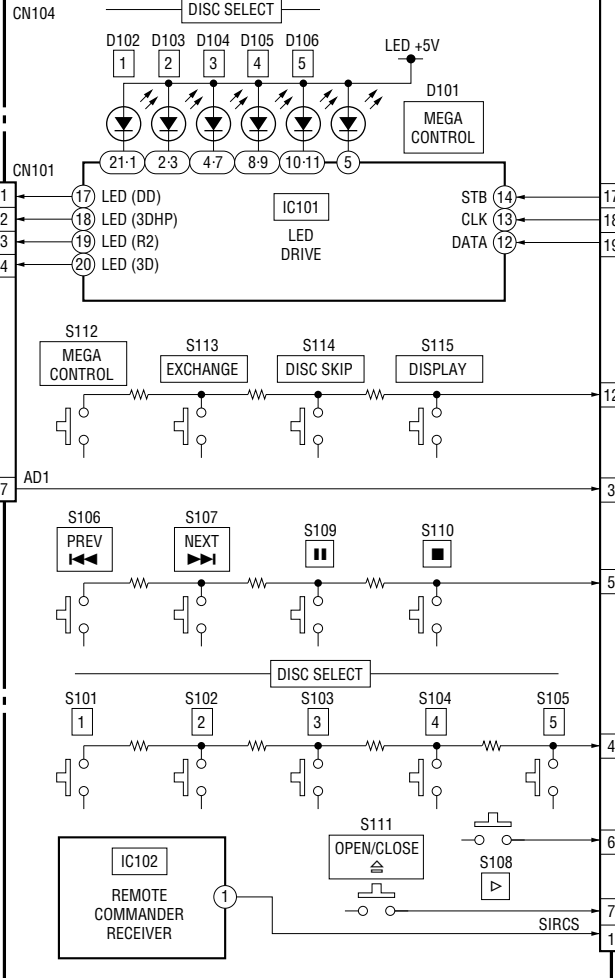 CN104
DISC SELECT
D102 D103 D104 D105 D106
1 2 3 4 5
LED +5V
D101
MEGA
CONTROL
21·1 2·3 4·7 8·9 10·11 5
CN101
1 17 LED (DD) IC101 STB 14 17
2 18 LED (3DHP) CLK 13 18
3 19 LED (R2) LED DATA 12 19
4 20 LED (3D) DRIVE
S112 S113 S114 S115
MEGA
CONTROL
EXCHANGE DISC SKIP DISPLAY
12
7 AD1 3
S106 S107 S109 S110
PREV NEXT
5
DISC SELECT
S101 S102 S103 S104 S105
1 2 3 4 5
4
S111
OPEN/CLOSE
6
S108
IC102
REMOTE
COMMANDER
RECEIVER
1
7
SIRCS
1